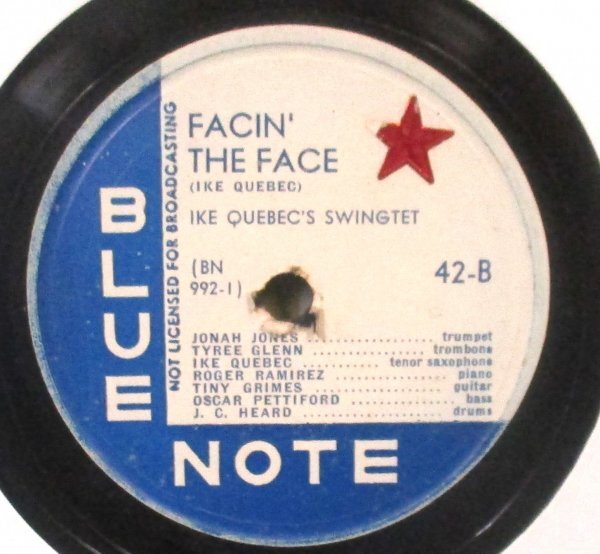 FACIN'
THE FACE
(IKE QUEBEC)
IKE QUEBEC'S SWINGTET
(BN
992-1)
42-B
JONAH JONES .................... trumpet
TYREE GLENN .................... trombone
IKE QUEBEC .............. tenor saxophone
ROGER RAMIREZ .................... piano
TINY GRIMES .................... guitar
OSCAR PETTIFORD .................... bass
J. C. HEARD .................... drums
NOT LICENSED FOR BROADCASTING
BLUE
NOTE